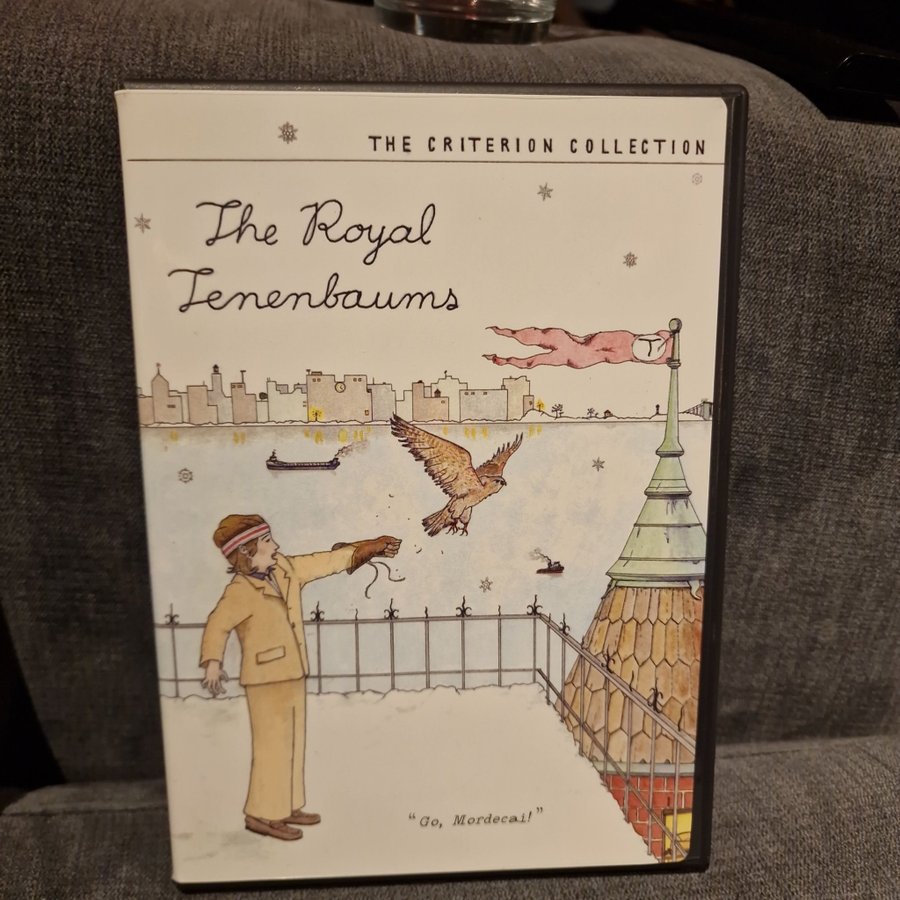 THE CRITERION COLLECTION
The Royal
Tenenbaums
T
"Go, Mordecai!"